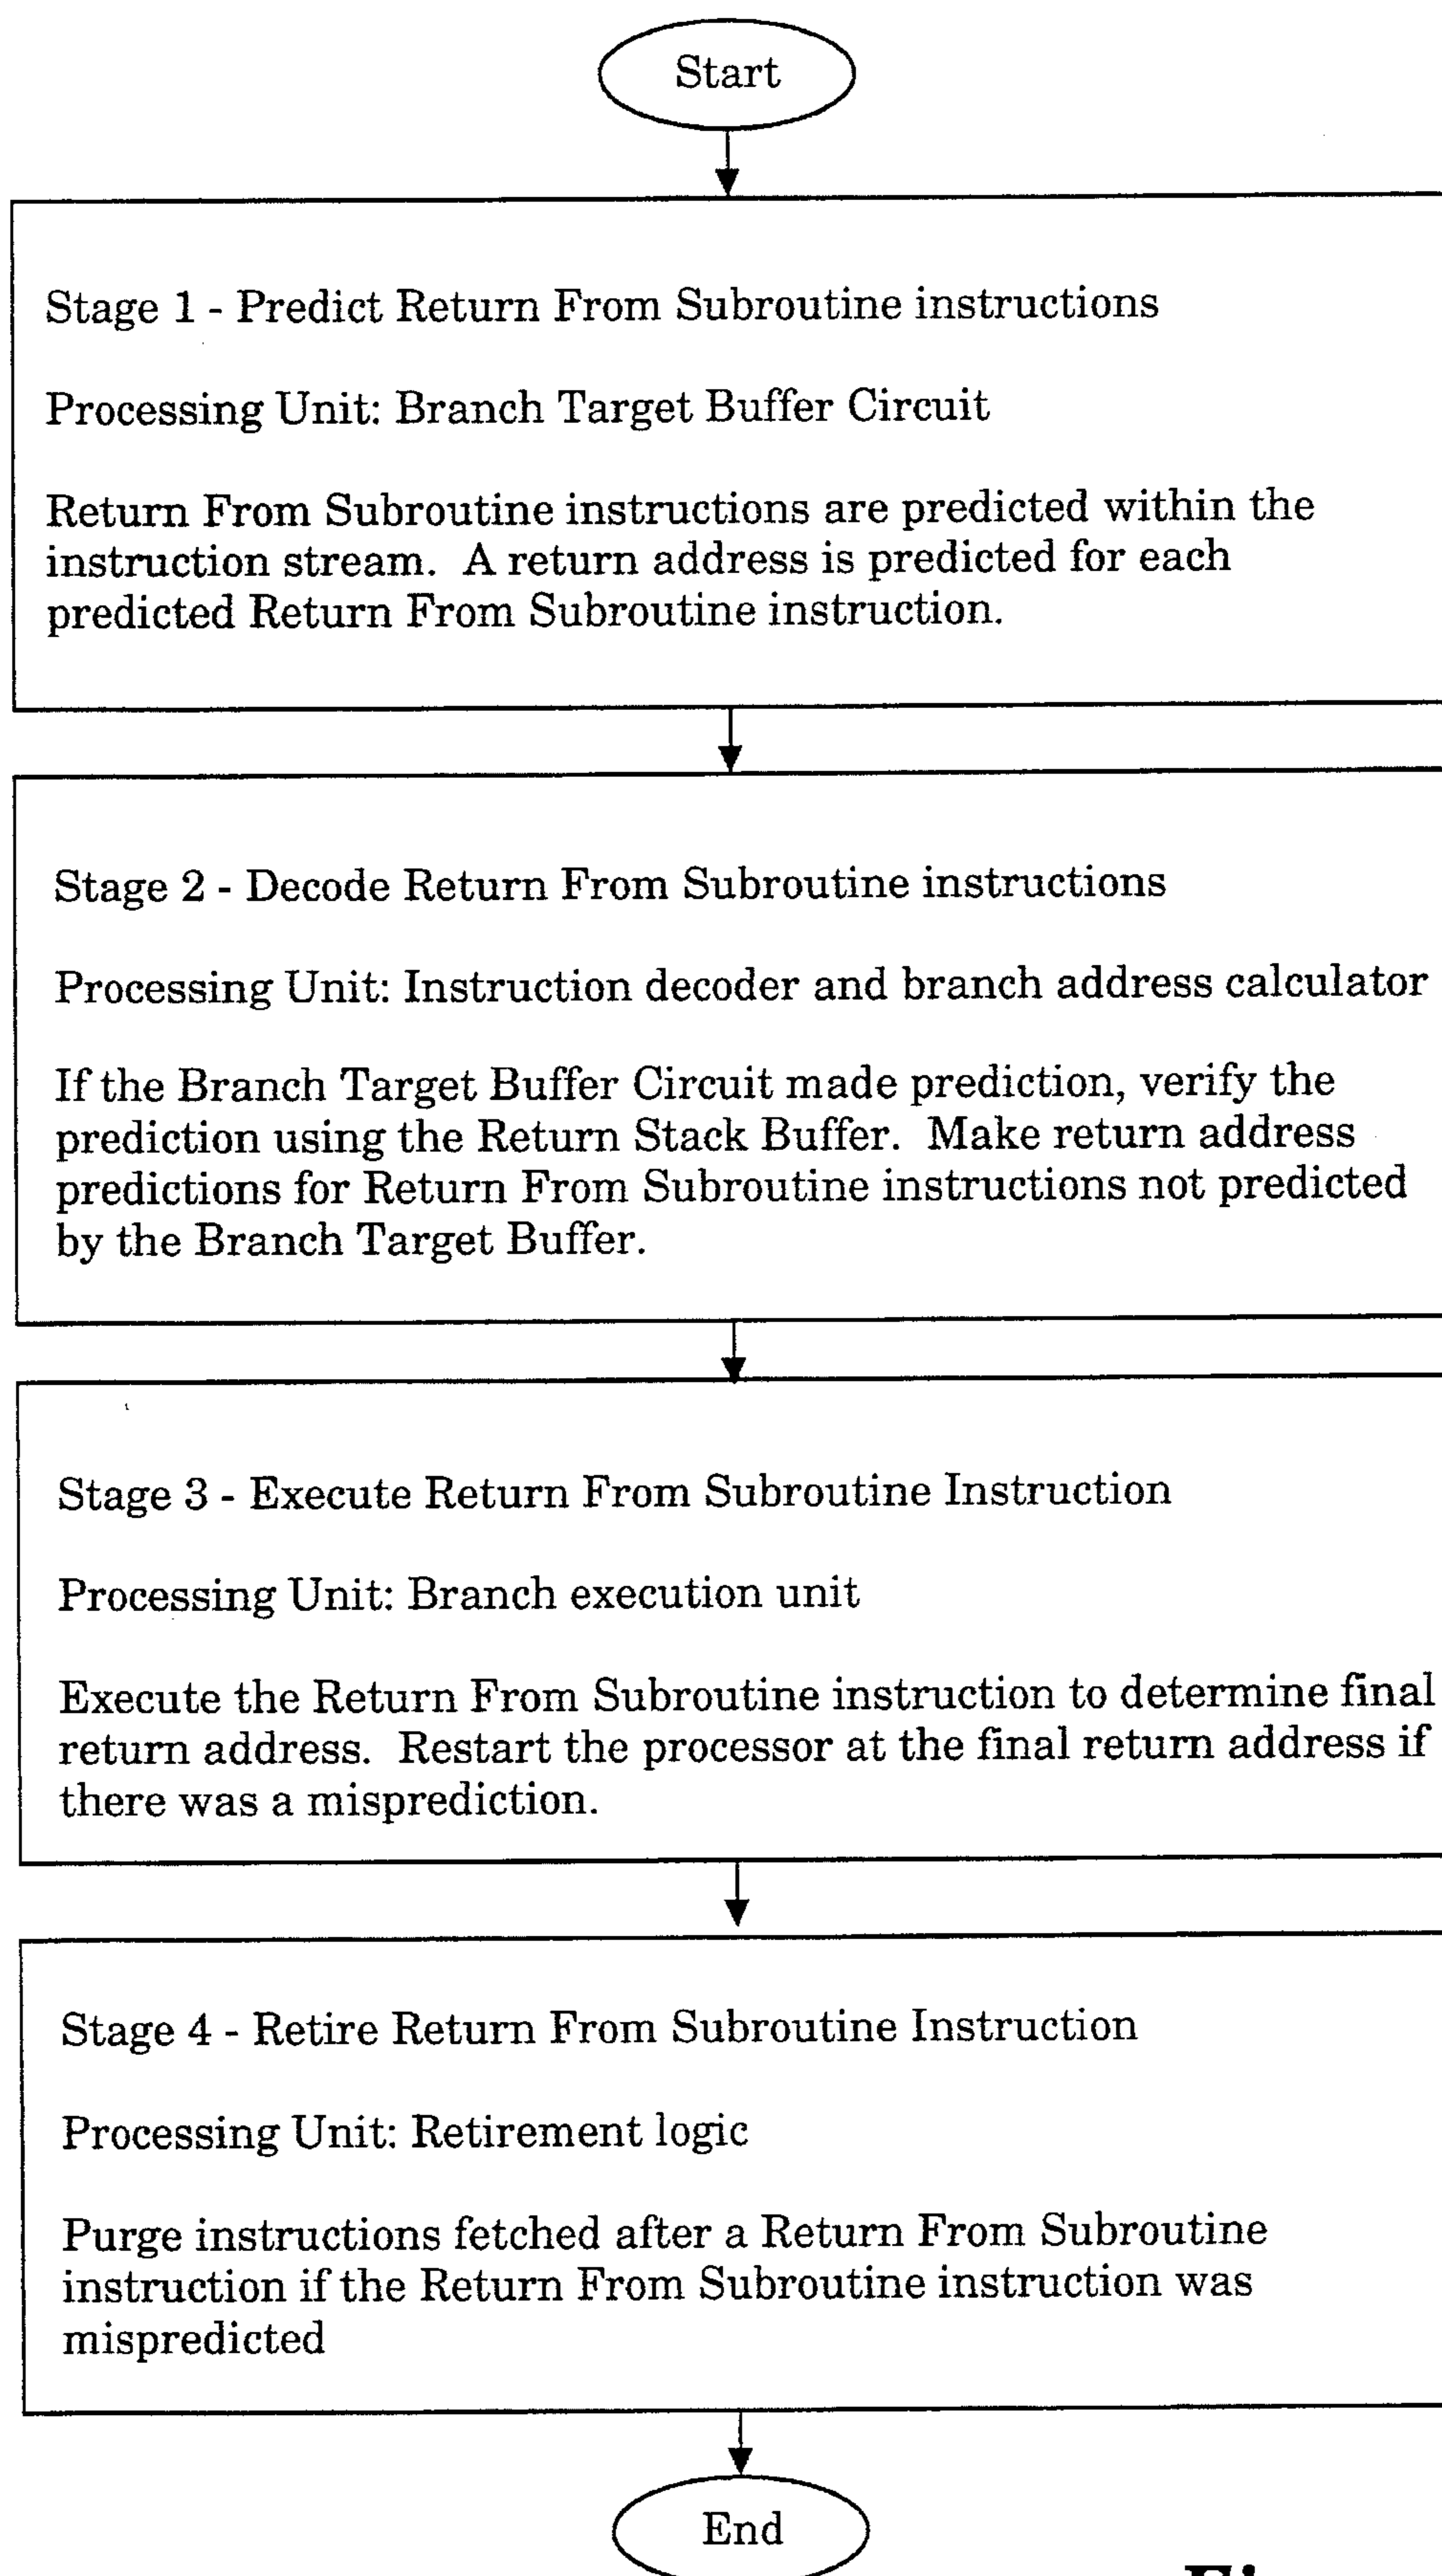 Start
Stage 1 - Predict Return From Subroutine instructions
Processing Unit: Branch Target Buffer Circuit
Return From Subroutine instructions are predicted within the
instruction stream.  A return address is predicted for each
predicted Return From Subroutine instruction.
Stage 2 - Decode Return From Subroutine instructions
Processing Unit: Instruction decoder and branch address calculator
If the Branch Target Buffer Circuit made prediction, verify the
prediction using the Return Stack Buffer.  Make return address
predictions for Return From Subroutine instructions not predicted
by the Branch Target Buffer.
Stage 3 - Execute Return From Subroutine Instruction
Processing Unit: Branch execution unit
Execute the Return From Subroutine instruction to determine final
return address.  Restart the processor at the final return address if
there was a misprediction.
Stage 4 - Retire Return From Subroutine Instruction
Processing Unit: Retirement logic
Purge instructions fetched after a Return From Subroutine
instruction if the Return From Subroutine instruction was
mispredicted
End